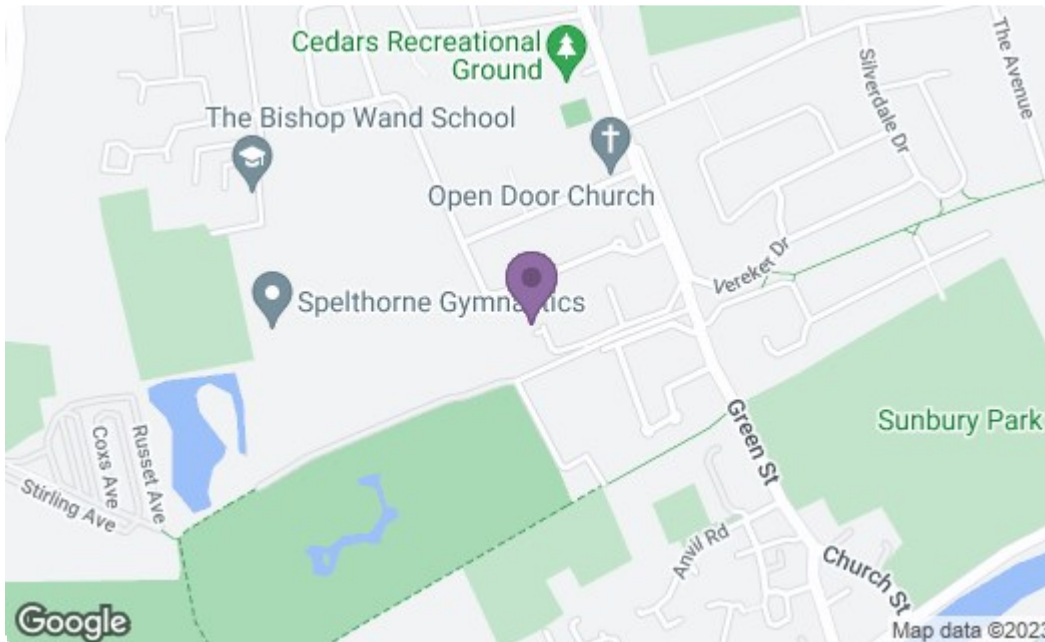 Cedars Recreational
Ground
The Avenue
Silverdale Dr
The Bishop Wand School
Open Door Church
Vereker Dr
Spelthorne Gymnastics
Green St
Sunbury Park
Russet Ave
Coxs Ave
Stirling Ave
Anvil Rd
Church St
Google
Map data ©2023